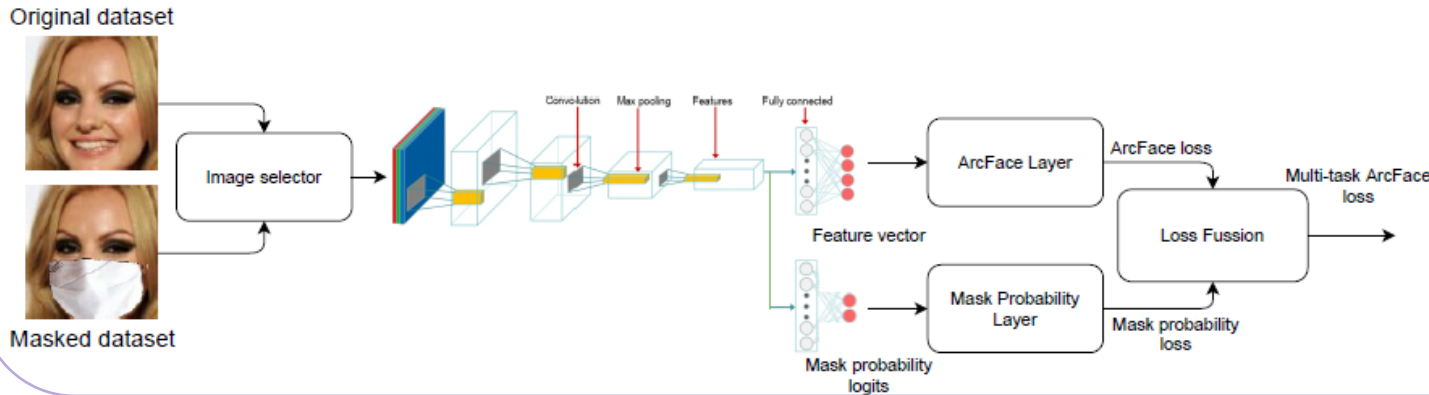 Original dataset
Masked dataset
Image selector
Convolution
Max pooling
Features
Fully connected
Feature vector
Mask probability
logits
ArcFace Layer
Mask Probability
Layer
ArcFace loss
Mask probability
loss
Loss Fussion
Multi-task ArcFace
loss